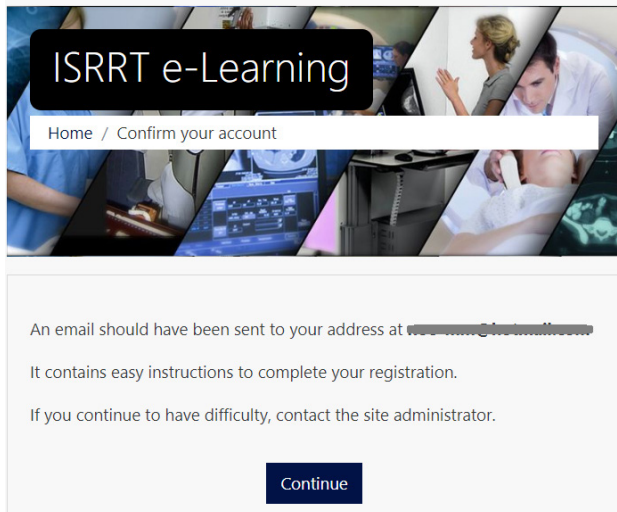 ISRRT e-Learning
Home / Confirm your account
An email should have been sent to your address at
It contains easy instructions to complete your registration.
If you continue to have difficulty, contact the site administrator.
Continue